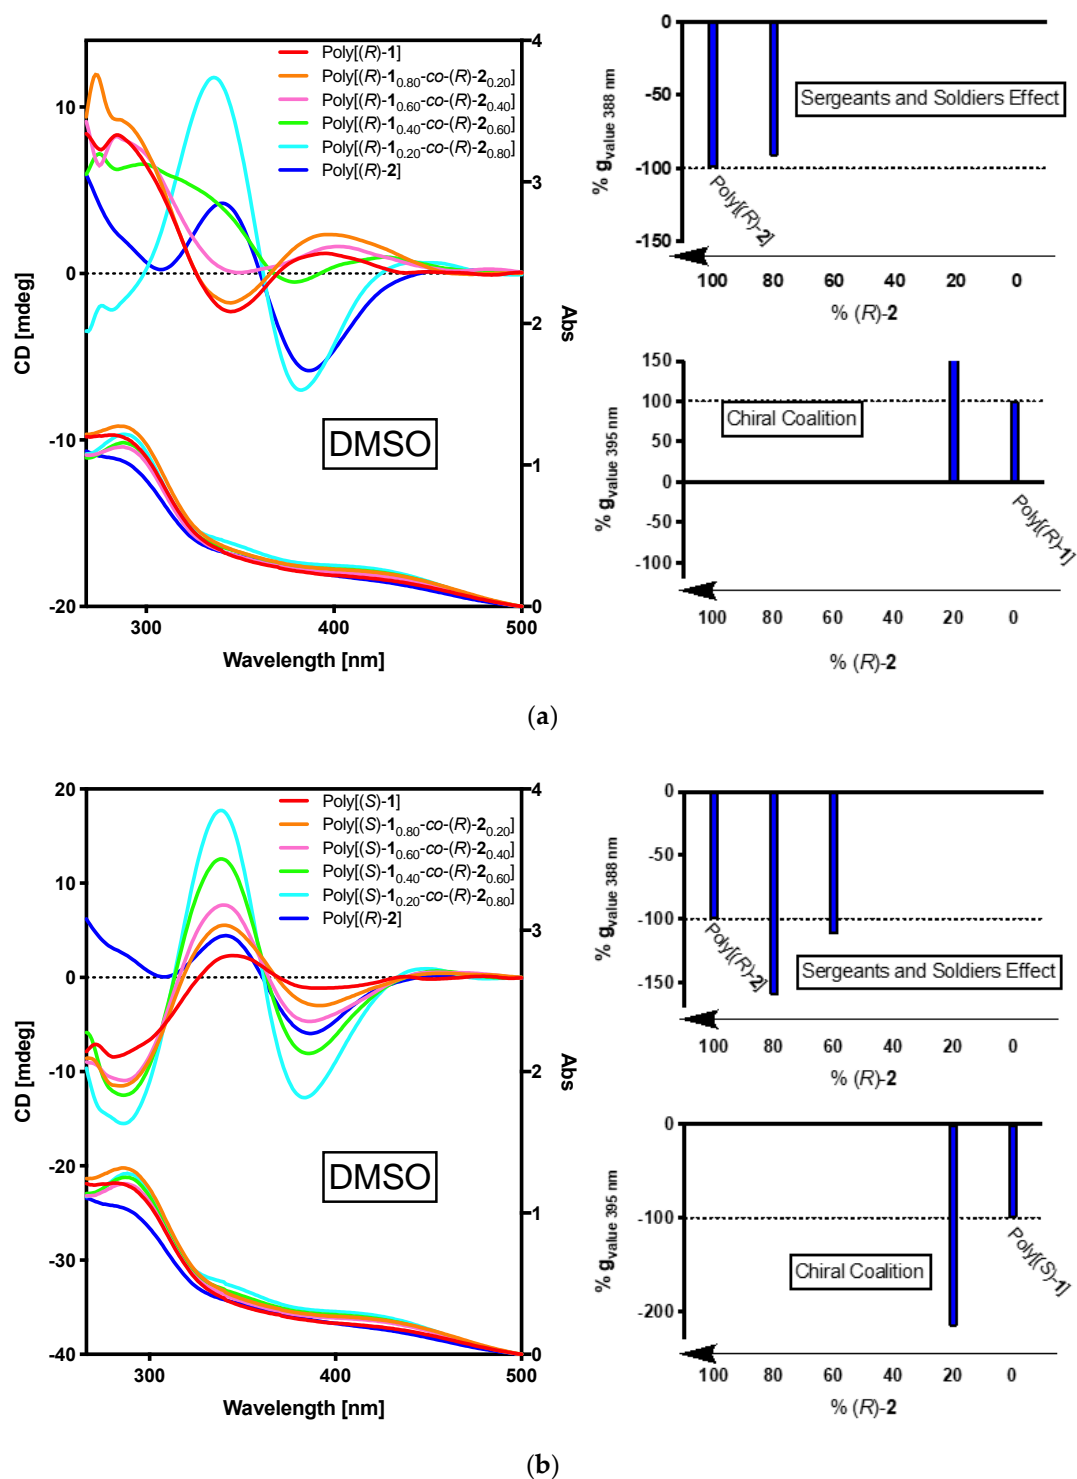 4
10
3
0
2
-10
1
-20
0
300
400
500
CD [mdeg]
Abs
Wavelength [nm]
Poly[(R)-1]
Poly[(R)-10.80-co-(R)-20.20]
Poly[(R)-10.60-co-(R)-20.40]
Poly[(R)-10.40-co-(R)-20.60]
Poly[(R)-10.20-co-(R)-20.80]
Poly[(R)-2]
DMSO
0
-50
-100
-150
% gvalue 388 nm
Sergeants and Soldiers Effect
Poly[(R)-2]
100 80 60 40 20 0
% (R)-2
150
100
50
0
-50
-100
% gvalue 395 nm
Chiral Coalition
Poly[(R)-1]
100 80 60 40 20 0
% (R)-2
(a)
20
4
10
3
0
-10
2
-20
1
-30
-40
0
300
400
500
CD [mdeg]
Abs
Wavelength [nm]
Poly[(S)-1]
Poly[(S)-10.80-co-(R)-20.20]
Poly[(S)-10.60-co-(R)-20.40]
Poly[(S)-10.40-co-(R)-20.60]
Poly[(S)-10.20-co-(R)-20.80]
Poly[(R)-2]
DMSO
0
-50
-100
-150
% gvalue 388 nm
Poly[(R)-2]
Sergeants and Soldiers Effect
100 80 60 40 20 0
% (R)-2
0
-100
-200
% gvalue 395 nm
Chiral Coalition
Poly[(S)-1]
100 80 60 40 20 0
% (R)-2
(b)